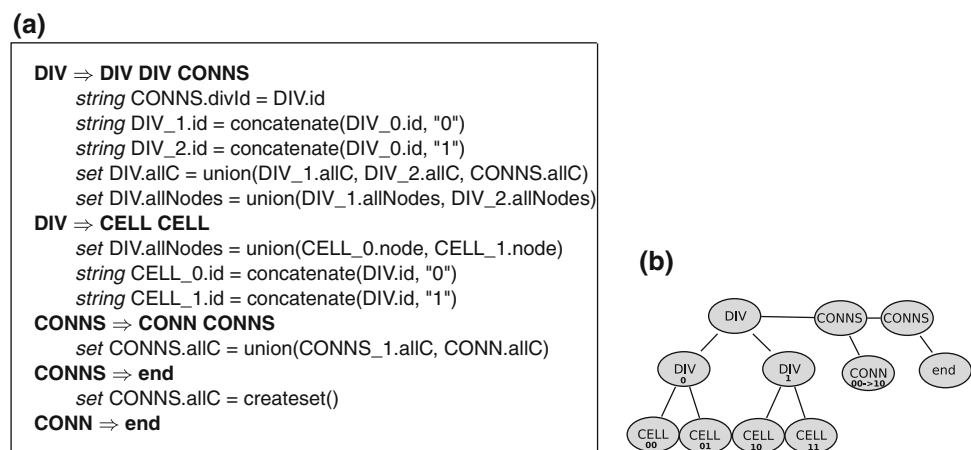 (a)
DIV ⇒ DIV DIV CONNS
string CONNS.divId = DIV.id
string DIV_1.id = concatenate(DIV_0.id, "0")
string DIV_2.id = concatenate(DIV_0.id, "1")
set DIV.allC = union(DIV_1.allC, DIV_2.allC, CONNS.allC)
set DIV.allNodes = union(DIV_1.allNodes, DIV_2.allNodes)
DIV ⇒ CELL CELL
set DIV.allNodes = union(CELL_0.node, CELL_1.node)
string CELL_0.id = concatenate(DIV.id, "0")
string CELL_1.id = concatenate(DIV.id, "1")
CONNS ⇒ CONN CONNS
set CONNS.allC = union(CONNS_1.allC, CONN.allC)
CONNS ⇒ end
set CONNS.allC = createset()
CONN ⇒ end
(b)
DIV CONNS CONNS
DIV DIV CONN end
0 1 00->10
CELL CELL CELL CELL
00 01 10 11